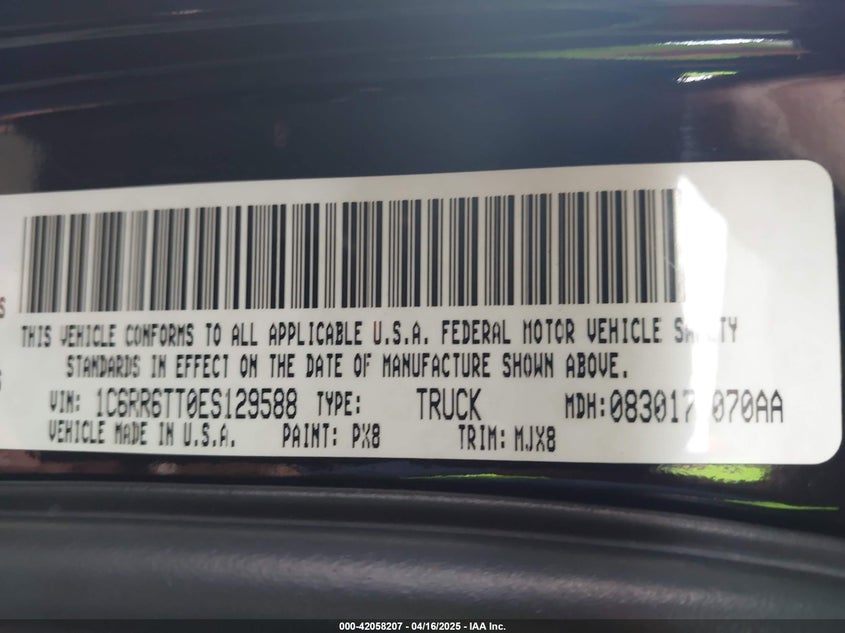 S
THIS VEHICLE CONFORMS TO ALL APPLICABLE U.S.A. FEDERAL MOTOR VEHICLE SAFETY
STANDARDS IN EFFECT ON THE DATE OF MANUFACTURE SHOWN ABOVE.
S
VIN: 1C6RR6TT0ES129588 TYPE: TRUCK MDH:
VEHICLE MADE IN U.S.A. PAINT: PX8 TRIM: MJX8
000-42058207 - 04/16/2025 - IAA Inc.